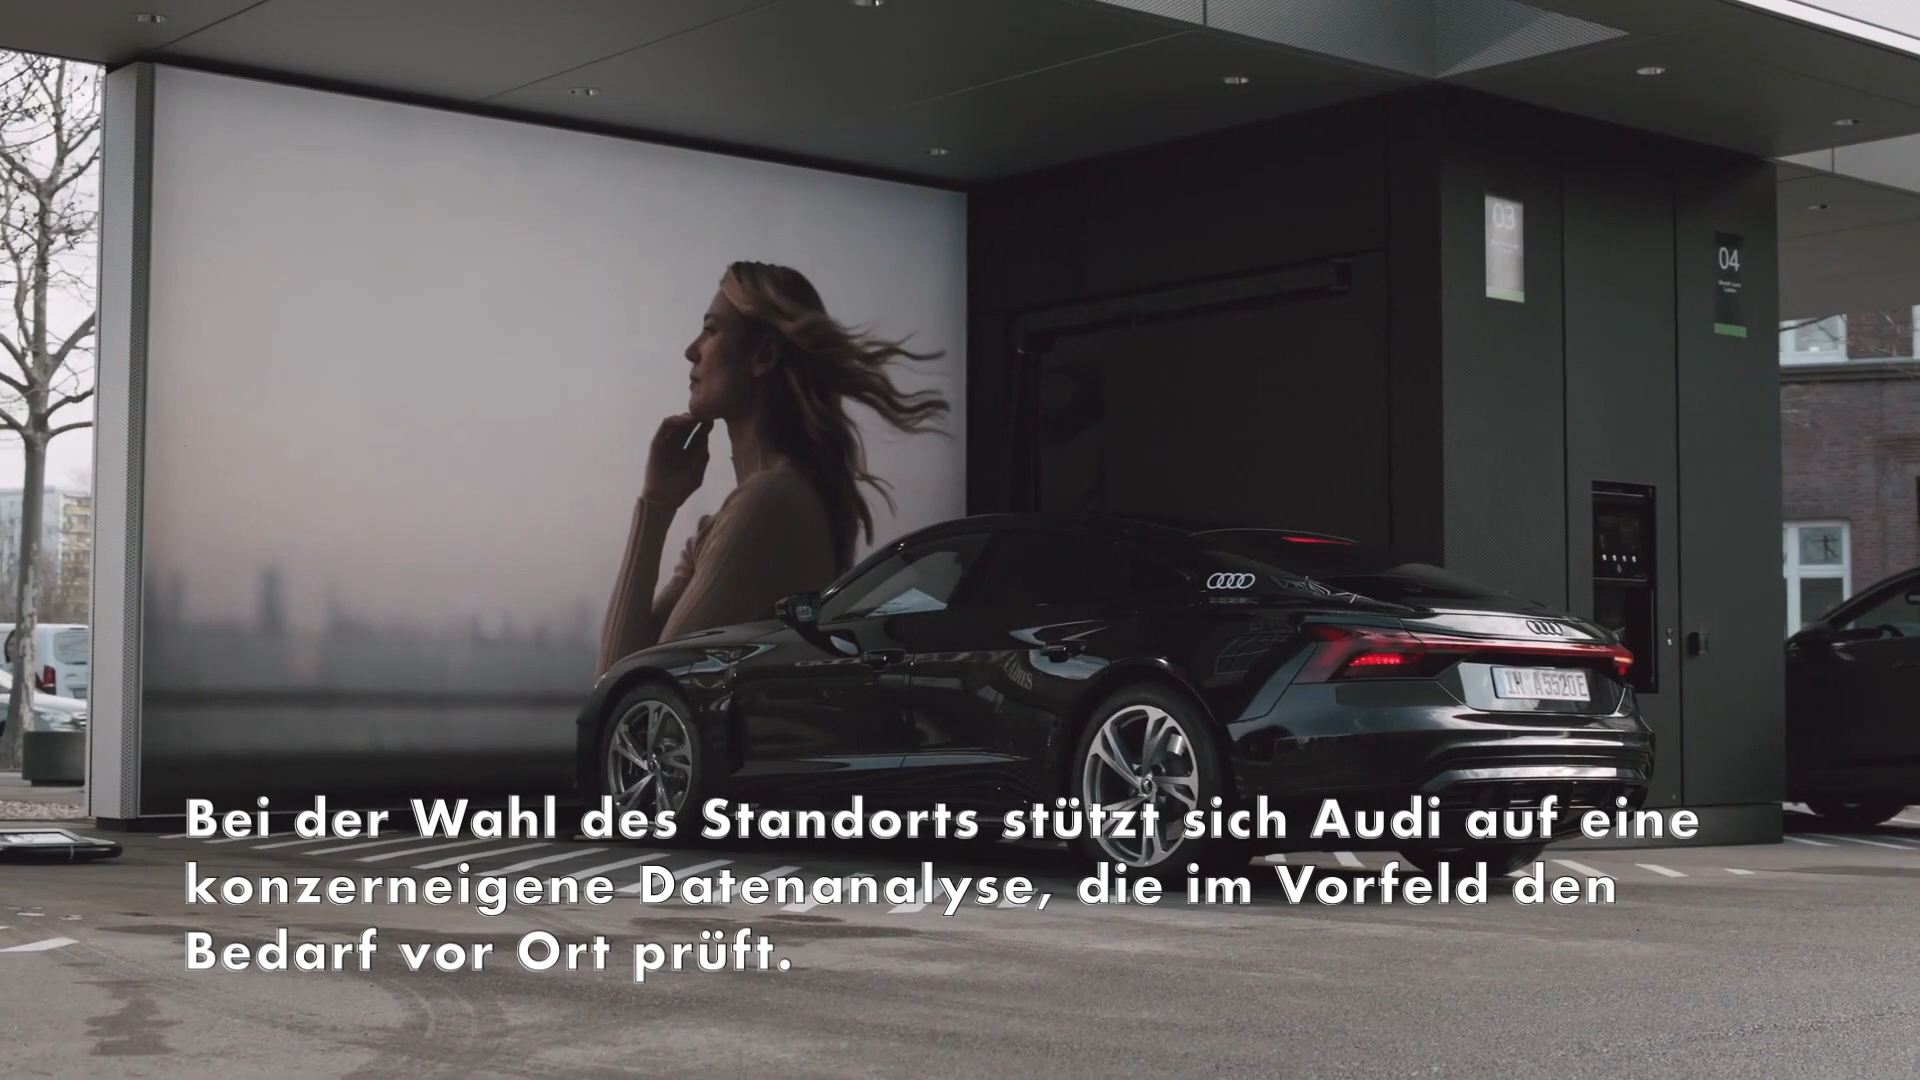 03
04
IN A5520E
Bei der Wahl des Standorts stützt sich Audi auf eine
konzerneigene Datenanalyse, die im Vorfeld den
Bedarf vor Ort prüft.